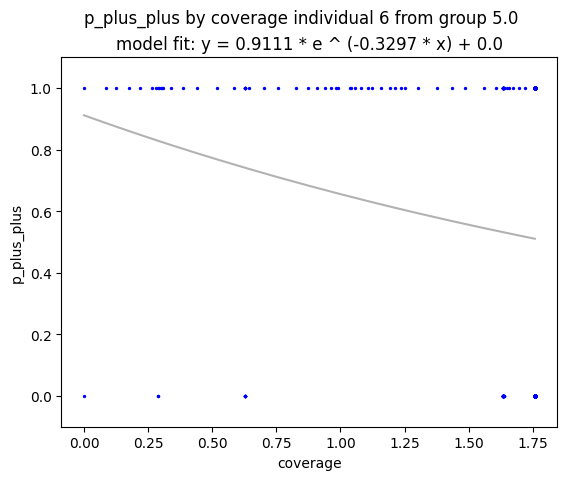 p_plus_plus by coverage individual 6 from group 5.0
model fit: y = 0.9111 * e ^ (-0.3297 * x) + 0.0
1.0
0.8
0.6
0.4
0.2
0.0
p_plus_plus
0.00 0.25 0.50 0.75 1.00 1.25 1.50 1.75
coverage